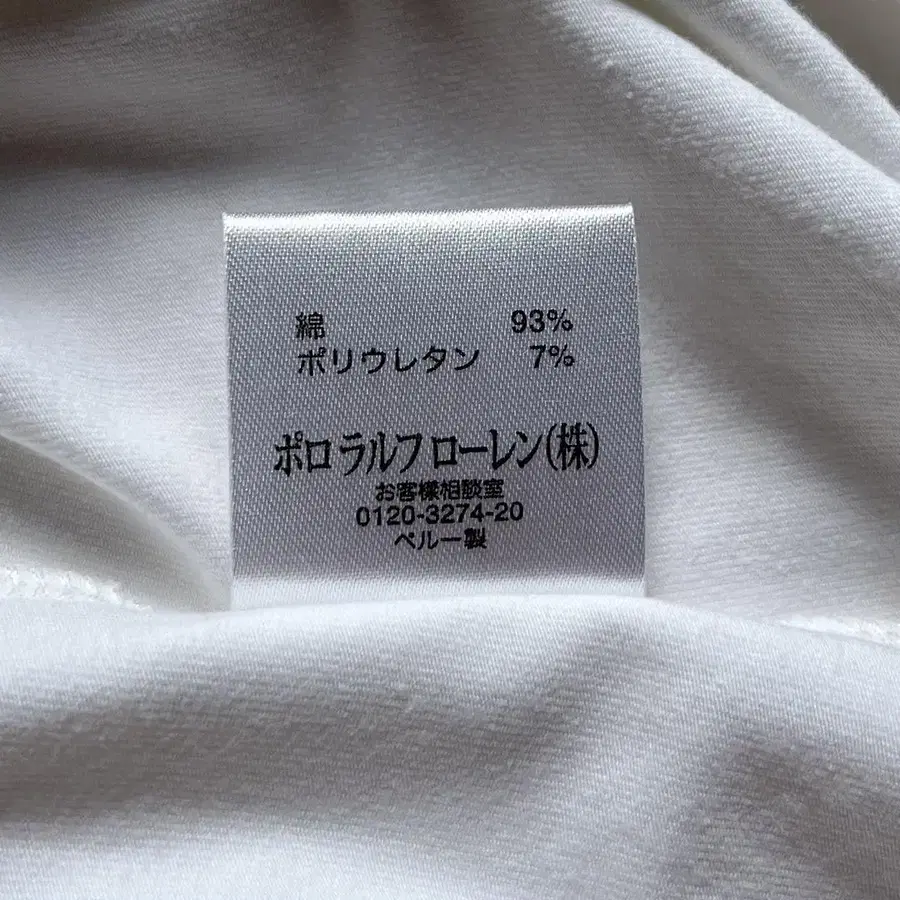 綿 93%
ポリウレタン 7%
ポロ ラルフ ローレン(株)
お客様相談室
0120-3274-20
ペルー製